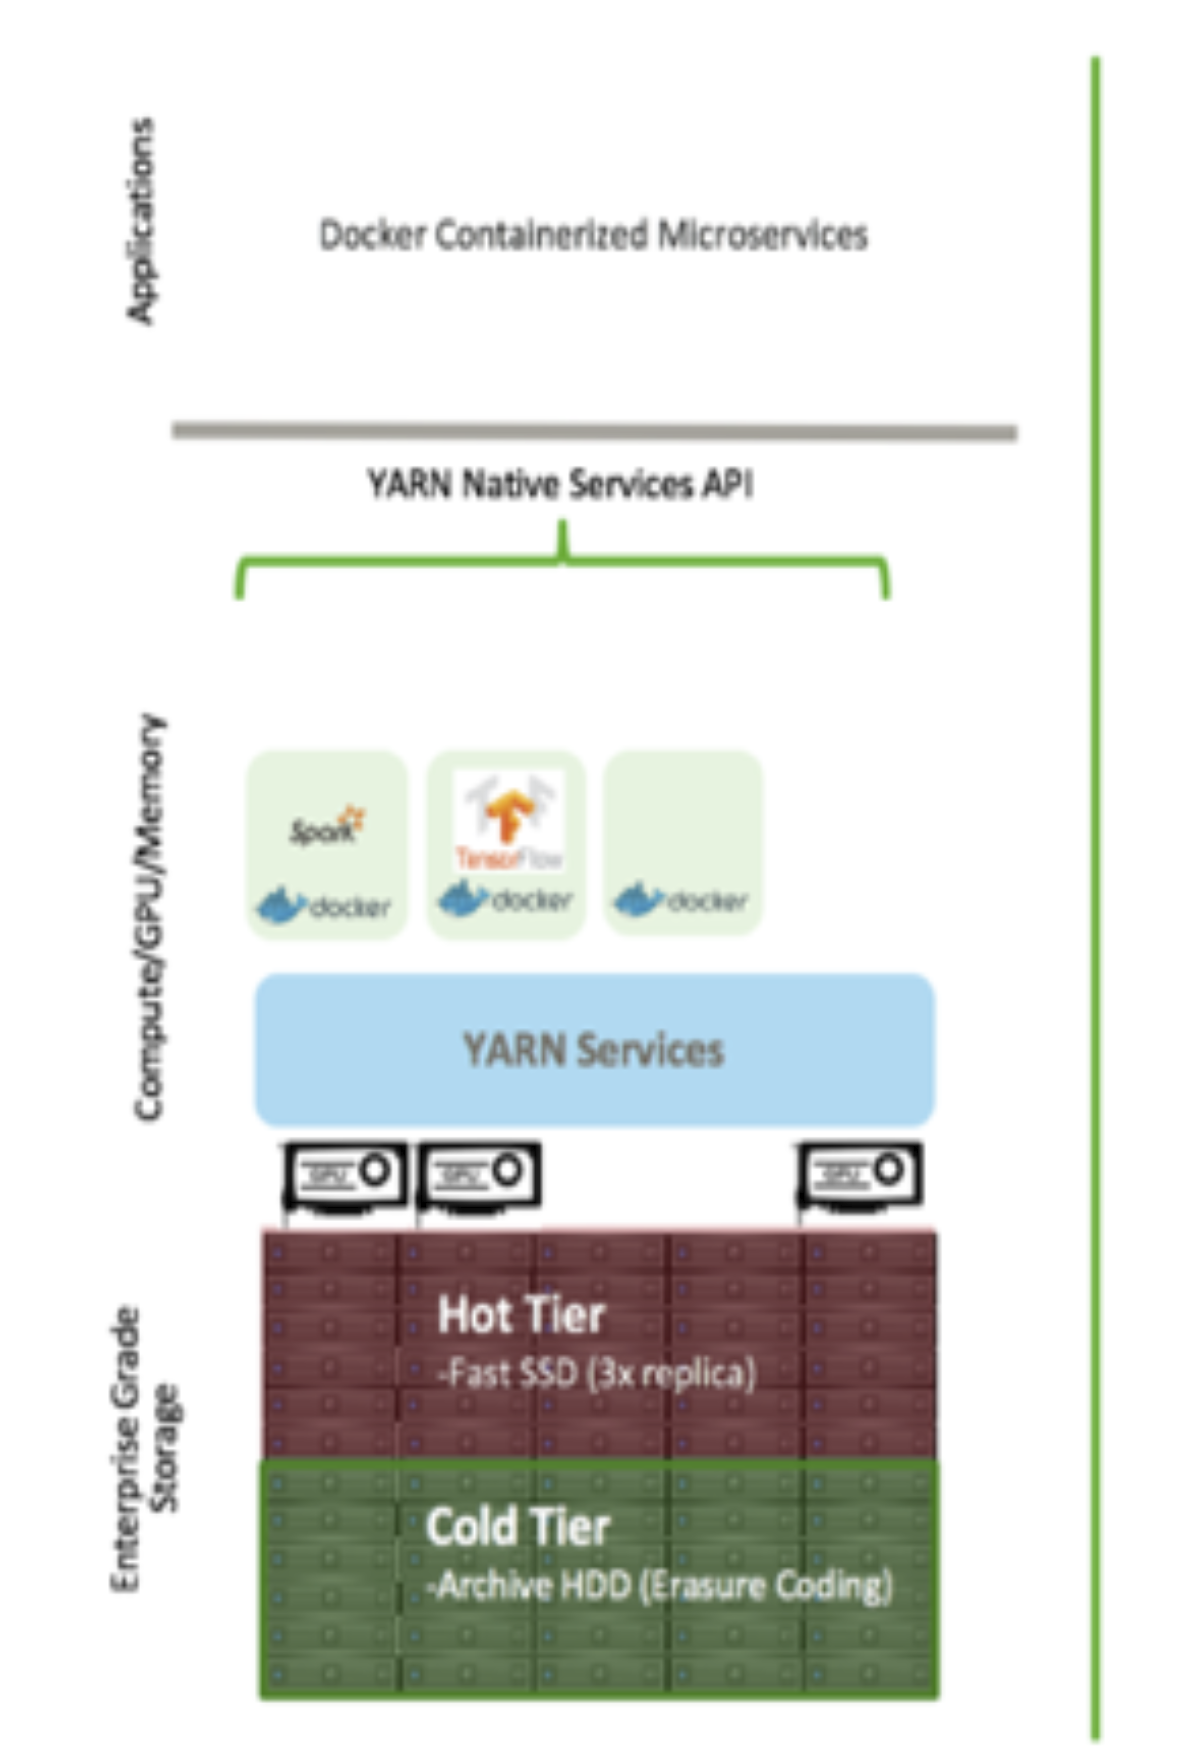 Applications
Docker Containerized Microservices
YARN Native Services API
Compute/GPU/Memory
Spark
docker
TensorFlow
docker
docker
YARN Services
GPU
GPU
GPU
Enterprise Grade
Storage
Hot Tier
-Fast SSD (3x replica)
Cold Tier
-Archive HDD (Erasure Coding)